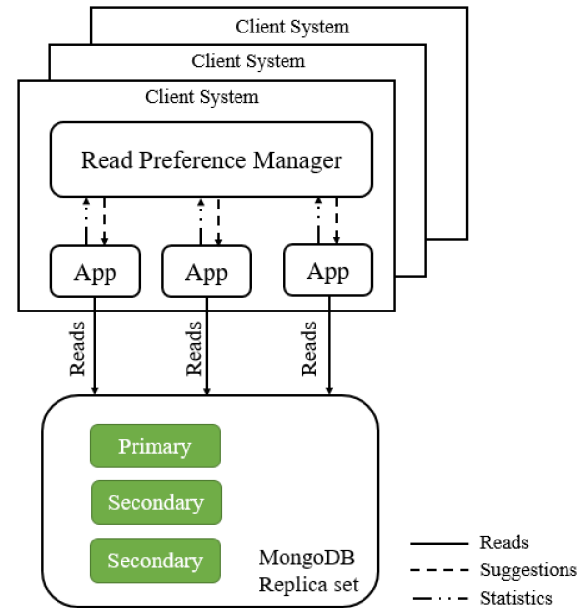 Client System
Client System
Client System
Read Preference Manager
App
App
App
Reads
Reads
Reads
Primary
Secondary
Secondary
MongoDB
Replica set
Reads
Suggestions
Statistics